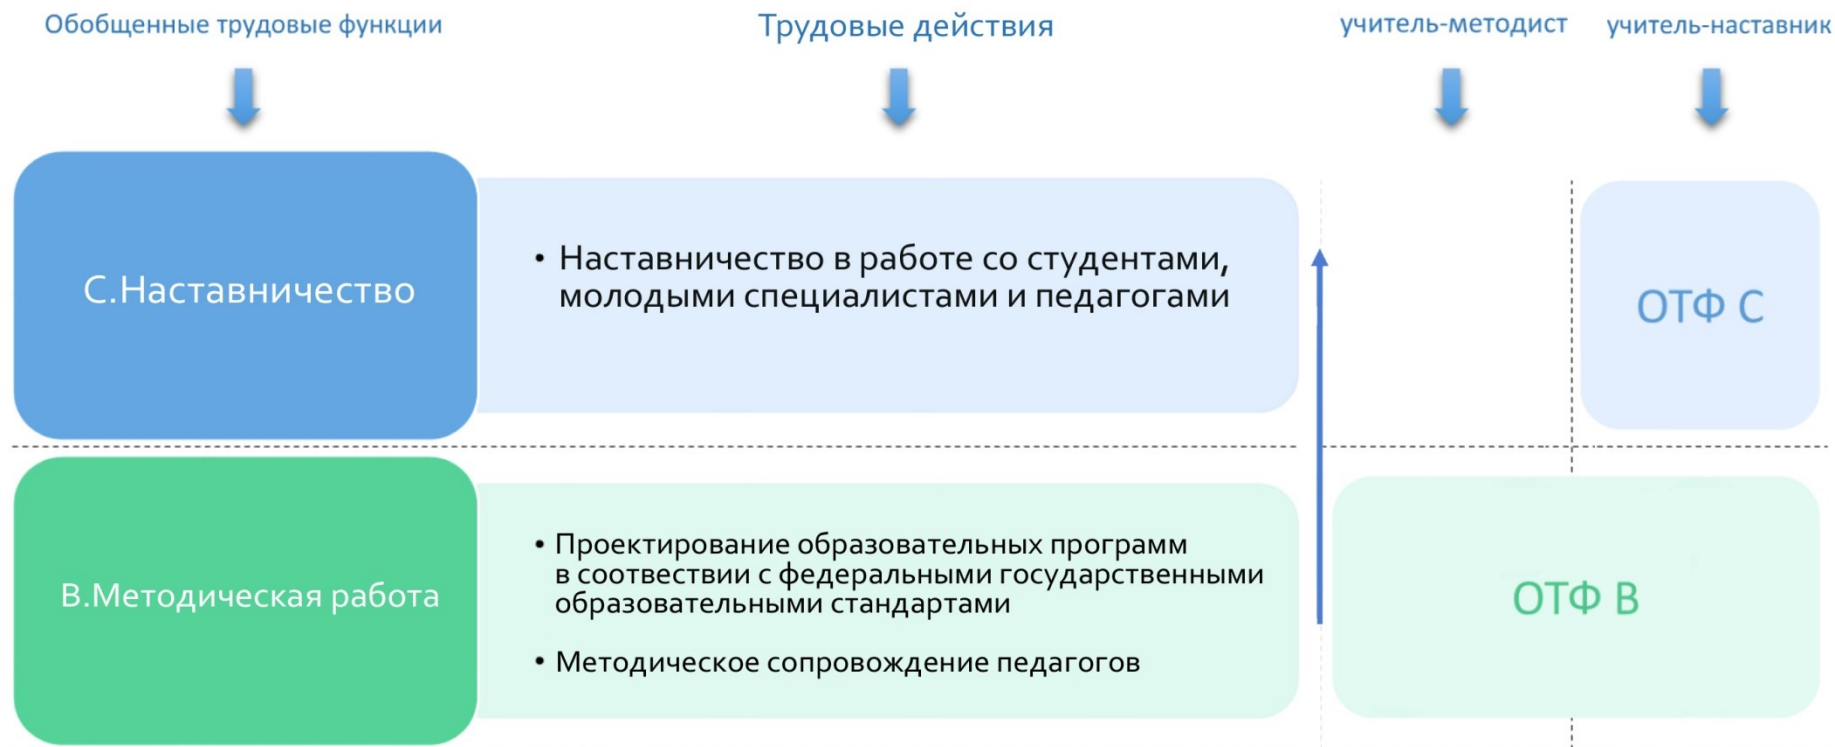 Обобщенные трудовые функции
Трудовые действия
учитель-методист
учитель-наставник
С.Наставничество
• Наставничество в работе со студентами,
молодыми специалистами и педагогами
ОТФ С
В.Методическая работа
• Проектирование образовательных программ
в соотвествии с федеральными государственными
образовательными стандартами
• Методическое сопровождение педагогов
ОТФ В